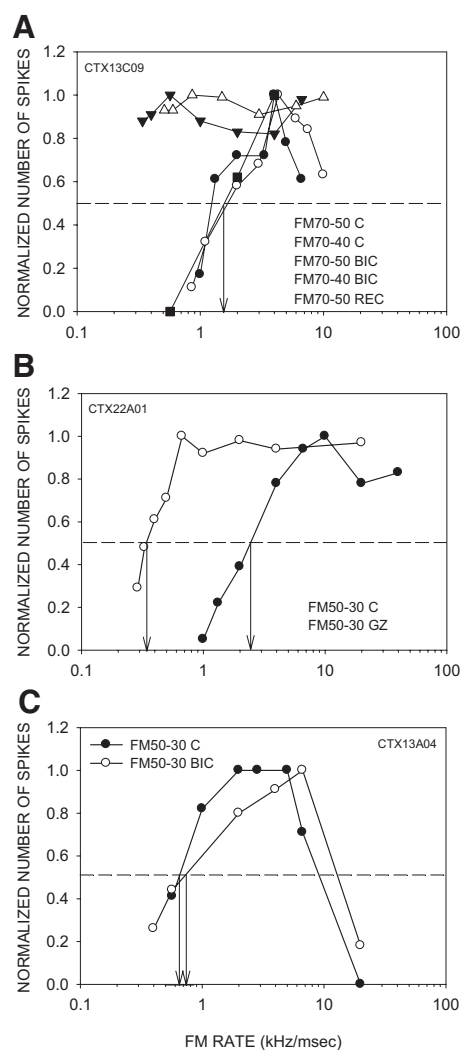 A
CTX13C09
NORMALIZED NUMBER OF SPIKES
1.2
1.0
0.8
0.6
0.4
0.2
0.0
FM70-50 C
FM70-40 C
FM70-50 BIC
FM70-40 BIC
FM70-50 REC
0.1 1 10 100
B
CTX22A01
NORMALIZED NUMBER OF SPIKES
1.2
1.0
0.8
0.6
0.4
0.2
0.0
FM50-30 C
FM50-30 GZ
0.1 1 10 100
C
FM50-30 C
FM50-30 BIC
CTX13A04
NORMALIZED NUMBER OF SPIKES
1.2
1.0
0.8
0.6
0.4
0.2
0.0
0.1 1 10 100
FM RATE (kHz/msec)